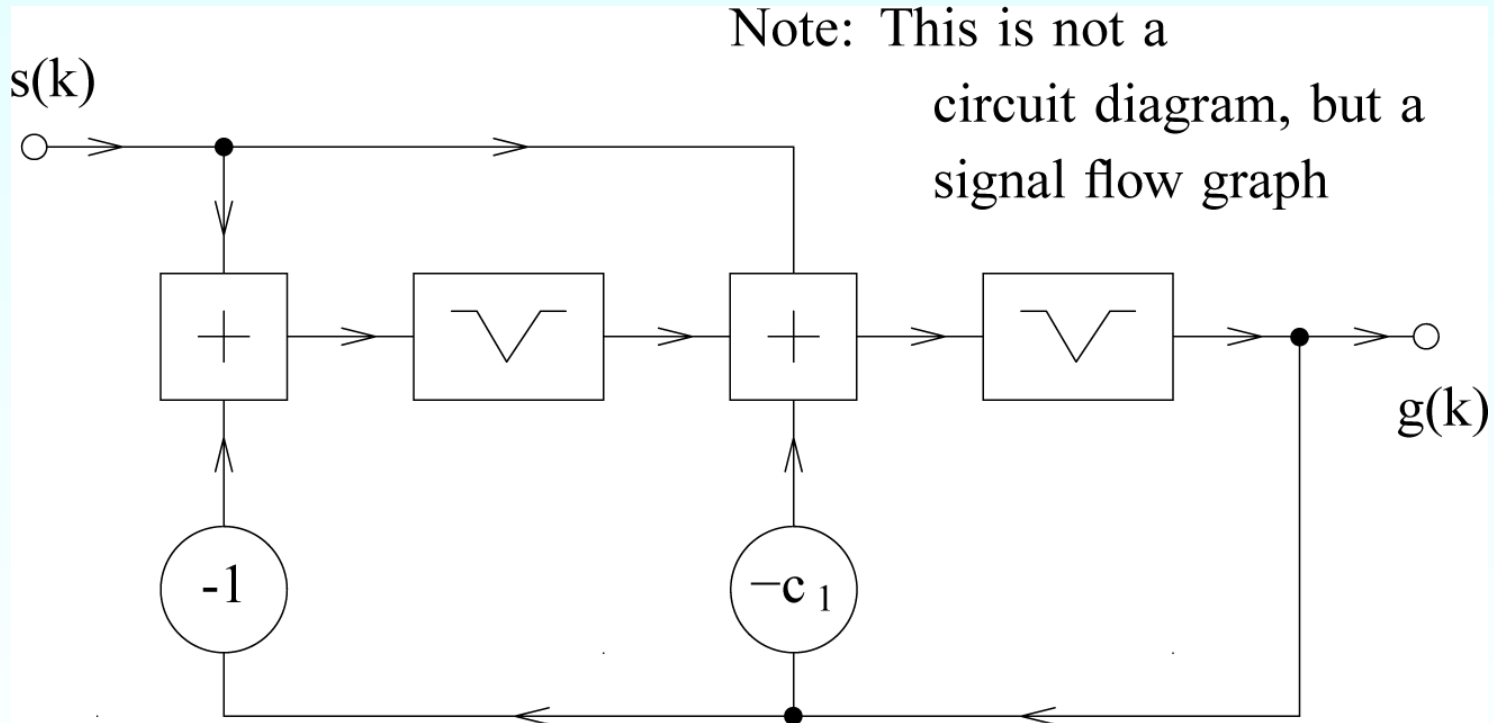 Note: This is not a
circuit diagram, but a
signal flow graph
s(k)
+
+
g(k)
-1
−c 1